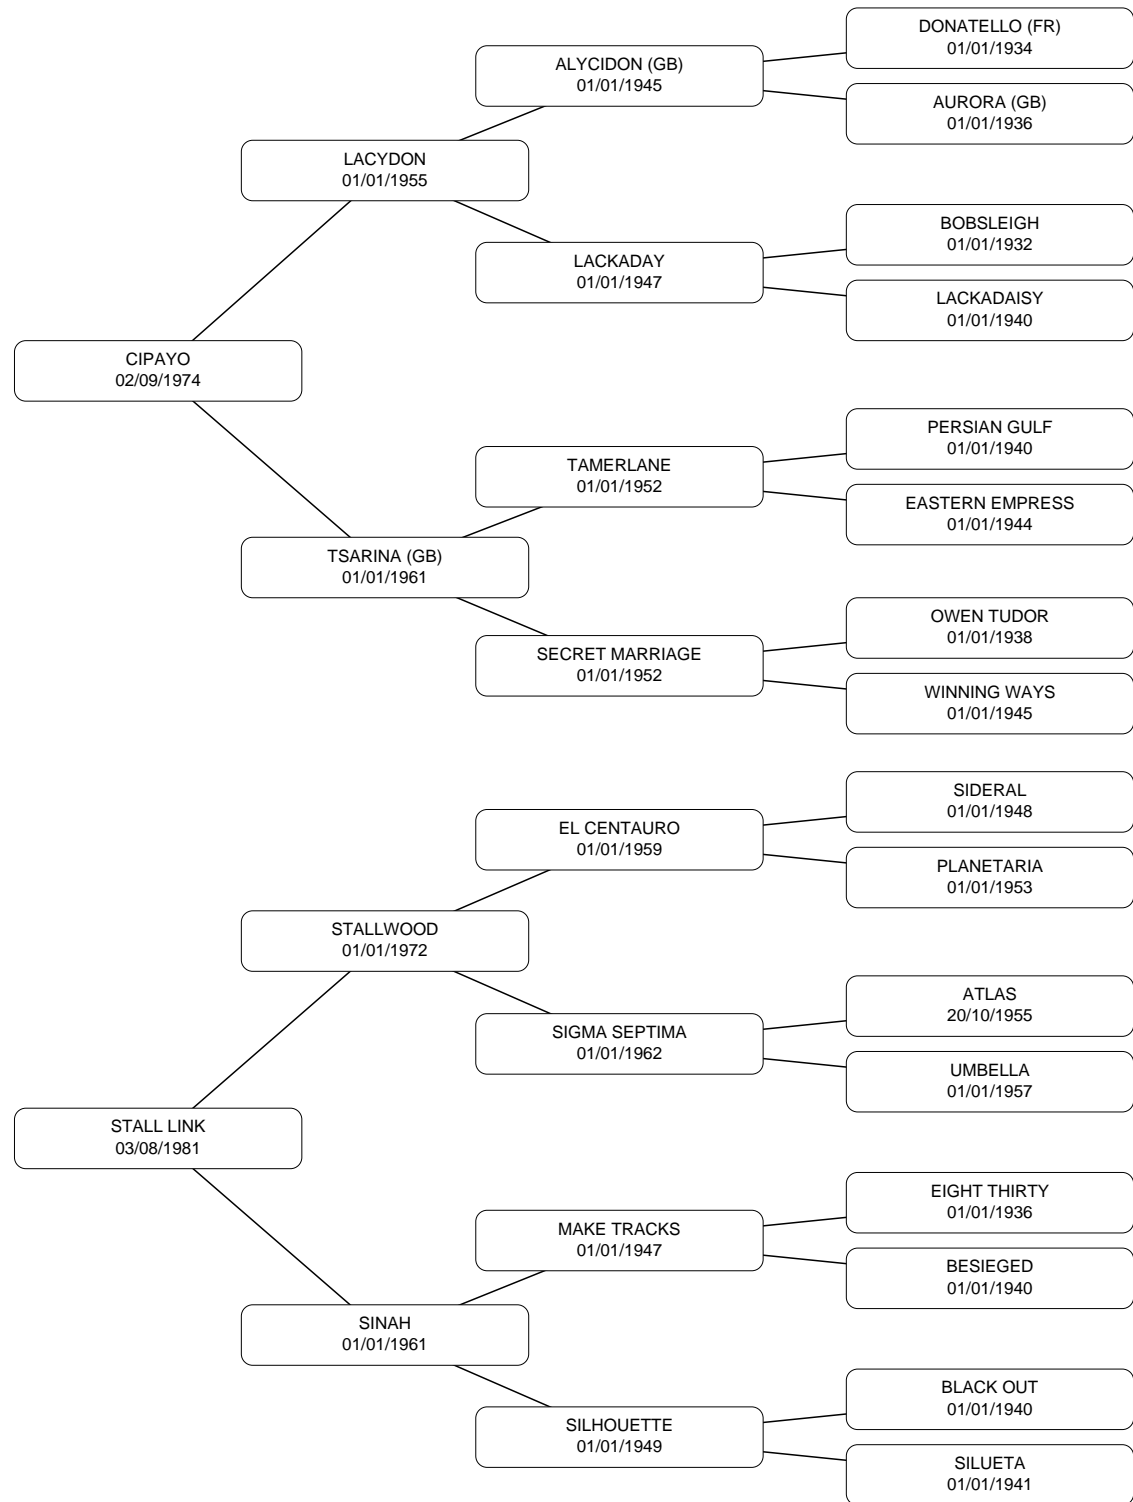 DONATELLO (FR)
01/01/1934
ALYCIDON (GB)
01/01/1945
AURORA (GB)
01/01/1936
LACYDON
01/01/1955
BOBSLEIGH
01/01/1932
LACKADAY
01/01/1947
LACKADAISY
01/01/1940
CIPAYO
02/09/1974
PERSIAN GULF
01/01/1940
TAMERLANE
01/01/1952
EASTERN EMPRESS
01/01/1944
TSARINA (GB)
01/01/1961
OWEN TUDOR
01/01/1938
SECRET MARRIAGE
01/01/1952
WINNING WAYS
01/01/1945
SIDERAL
01/01/1948
EL CENTAURO
01/01/1959
PLANETARIA
01/01/1953
STALLWOOD
01/01/1972
ATLAS
20/10/1955
SIGMA SEPTIMA
01/01/1962
UMBELLA
01/01/1957
STALL LINK
03/08/1981
EIGHT THIRTY
01/01/1936
MAKE TRACKS
01/01/1947
BESIEGED
01/01/1940
SINAH
01/01/1961
BLACK OUT
01/01/1940
SILHOUETTE
01/01/1949
SILUETA
01/01/1941